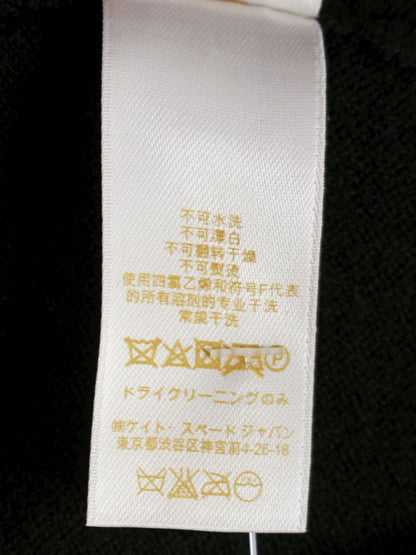 不可水洗
不可漂白
不可翻转干燥
不可熨烫
使用四氯乙烯和符号F代表
的所有溶剂的专业干洗,
常规干洗
ドライクリーニングのみ
㈱ケイト・スペード ジャパン
東京都渋谷区神宮前4-26-18